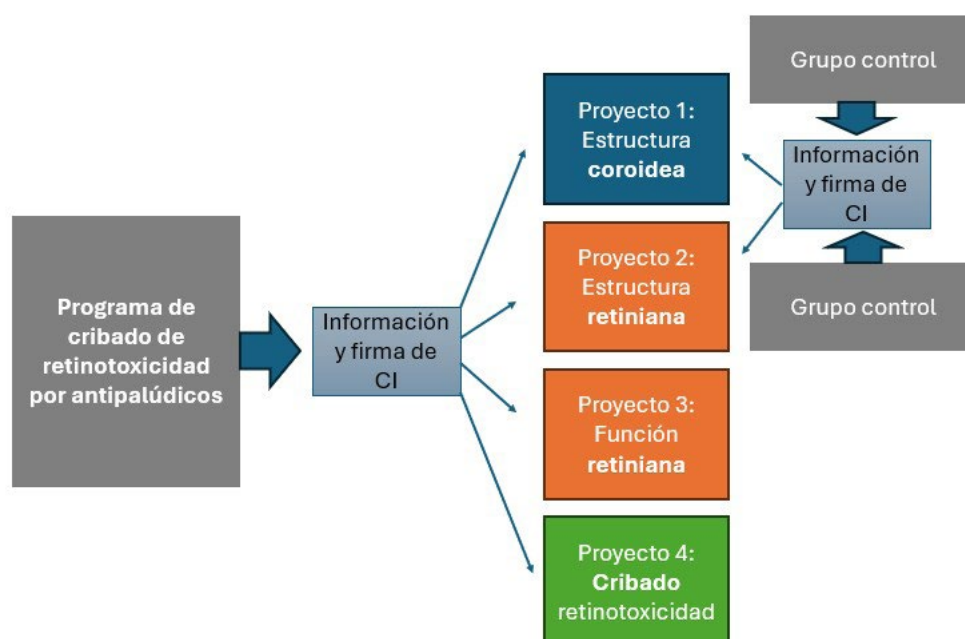 Programa de
cribado de
retinotoxicidad
por antipalúdicos
Información
y firma de
CI
Proyecto 1:
Estructura
coroidea
Proyecto 2:
Estructura
retiniana
Proyecto 3:
Función
retiniana
Proyecto 4:
Cribado
retinotoxicidad
Grupo control
Información
y firma de
CI
Grupo control